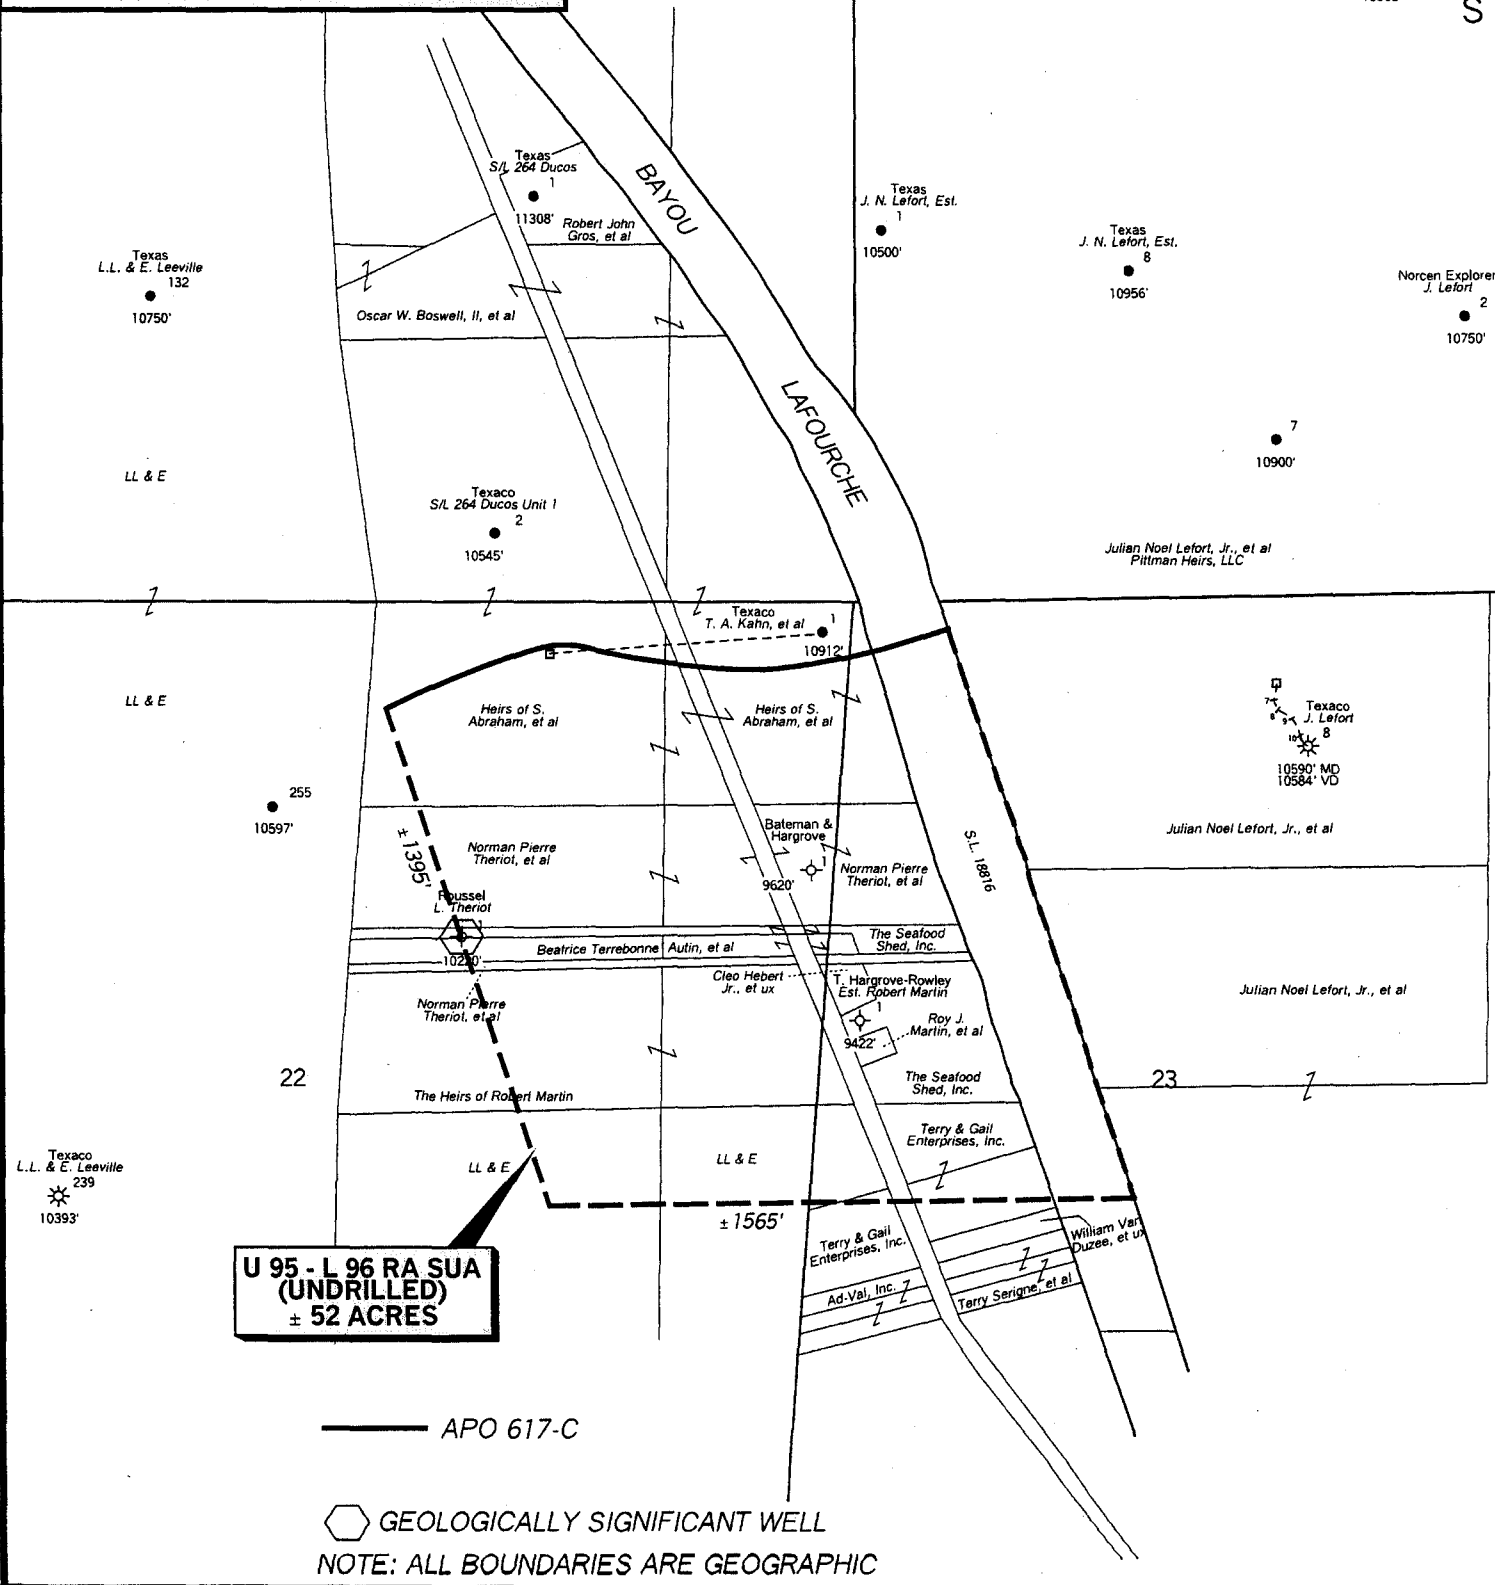 S
BAYOU
LAFOURCHE
Texas
S/L 264 Ducos
1
11308'
Robert John
Gros, et al
Texas
J. N. Lefort, Est.
1
10500'
Texas
J. N. Lefort, Est.
8
10956'
Norcen Explorer
J. Lefort
2
10750'
Texas
L.L. & E. Leeville
132
10750'
Oscar W. Boswell, II, et al
7
10900'
LL & E
Texaco
S/L 264 Ducos Unit 1
2
10545'
Julian Noel Lefort, Jr., et al
Pittman Heirs, LLC
Texaco
T. A. Kahn, et al
1
10912'
LL & E
Heirs of S.
Abraham, et al
Heirs of S.
Abraham, et al
7
8
9
10
Texaco
J. Lefort
8
10590' MD
10584' VD
255
10597'
± 1395'
Norman Pierre
Theriot, et al
Bateman &
Hargrove
1
9620'
Norman Pierre
Theriot, et al
S.L. 18816
Julian Noel Lefort, Jr., et al
Roussel
L. Theriot
1
Beatrice Terrebonne Autin, et al
The Seafood
Shed, Inc.
Cleo Hebert
Jr., et ux
T. Hargrove-Rowley
Est. Robert Martin
1
9422'
Norman Pierre
Theriot, et al
Roy J.
Martin, et al
Julian Noel Lefort, Jr., et al
22
The Heirs of Robert Martin
The Seafood
Shed, Inc.
23
Terry & Gail
Enterprises, Inc.
Texaco
L.L. & E. Leeville
239
10393'
LL & E
LL & E
± 1565'
Terry & Gail
Enterprises, Inc.
William Van
Duzee, et ux
Ad-Val, Inc.
Terry Serigne, et al
U 95 - L 96 RA SUA
(UNDRILLED)
± 52 ACRES
APO 617-C
GEOLOGICALLY SIGNIFICANT WELL
NOTE: ALL BOUNDARIES ARE GEOGRAPHIC